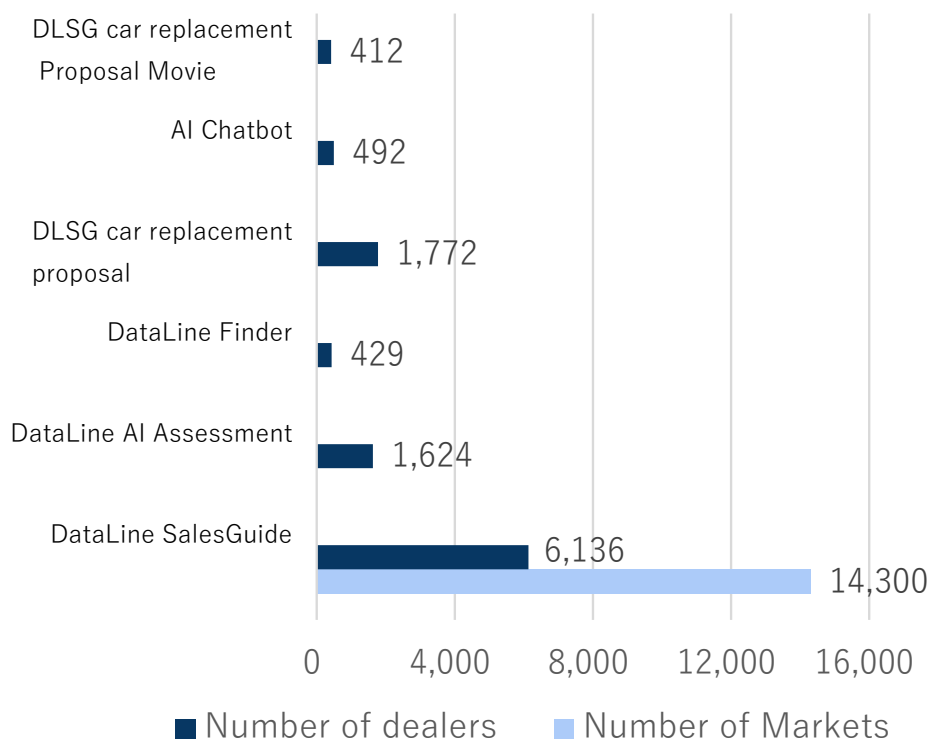 DLSG car replacement
Proposal Movie
412
AI Chatbot
492
DLSG car replacement
proposal
1,772
DataLine Finder
429
DataLine AI Assessment
1,624
DataLine SalesGuide
6,136
14,300
0 4,000 8,000 12,000 16,000
Number of dealers Number of Markets